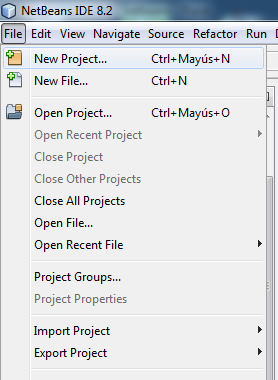 NetBeans IDE 8.2
File Edit View Navigate Source Refactor Run
New Project... Ctrl+Mayús+N
New File... Ctrl+N
Open Project... Ctrl+Mayús+O
Open Recent Project
Close Project
Close Other Projects
Close All Projects
Open File...
Open Recent File
Project Groups...
Project Properties
Import Project
Export Project